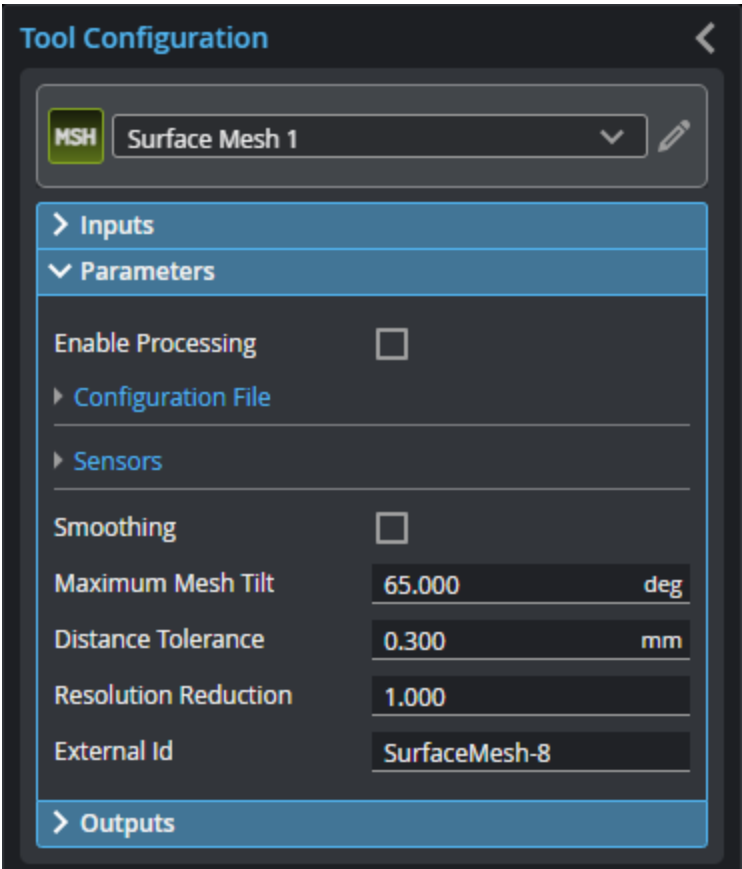 Tool Configuration
MSH Surface Mesh 1
Inputs
Parameters
Enable Processing
Configuration File
Sensors
Smoothing
Maximum Mesh Tilt 65.000 deg
Distance Tolerance 0.300 mm
Resolution Reduction 1.000
External Id SurfaceMesh-8
Outputs